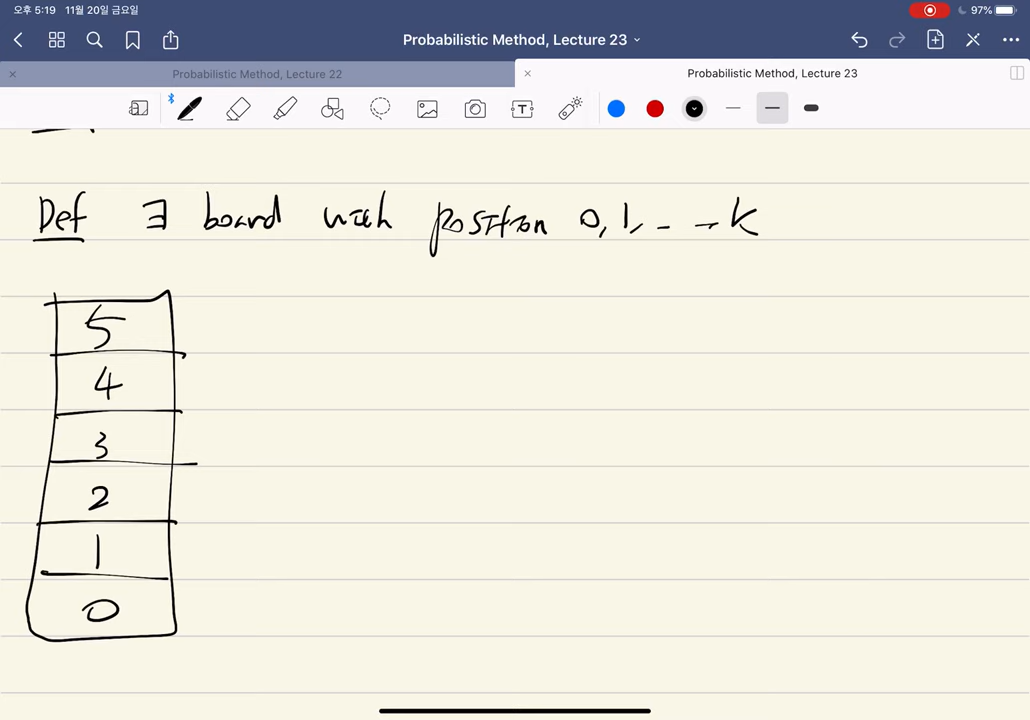 오후 5:19 11월 20일 금요일 97%
Probabilistic Method, Lecture 23
Probabilistic Method, Lecture 22 Probabilistic Method, Lecture 23
T
Def ∃ board with position 0, 1, - - k
5
4
3
2
1
0